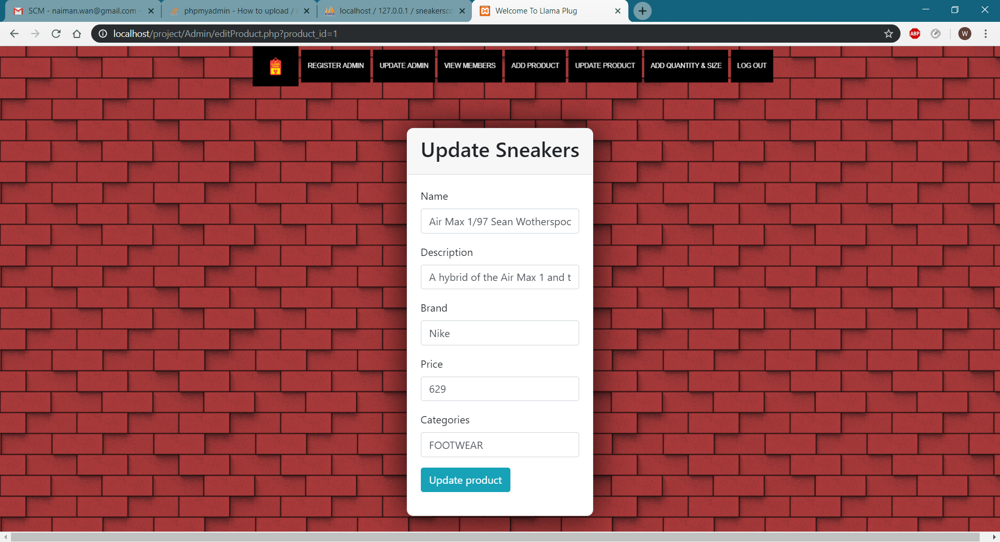 SCM - naiman.wan@gmail.com -
phpmyadmin - How to upload /
localhost / 127.0.0.1 / sneakersco
Welcome To Llama Plug
localhost/project/Admin/editProduct.php?product_id=1
ABP
W
LLAMA PLUG
REGISTER ADMIN
UPDATE ADMIN
VIEW MEMBERS
ADD PRODUCT
UPDATE PRODUCT
ADD QUANTITY & SIZE
LOG OUT
Update Sneakers
Name
Air Max 1/97 Sean Wotherspoc
Description
A hybrid of the Air Max 1 and t
Brand
Nike
Price
629
Categories
FOOTWEAR
Update product